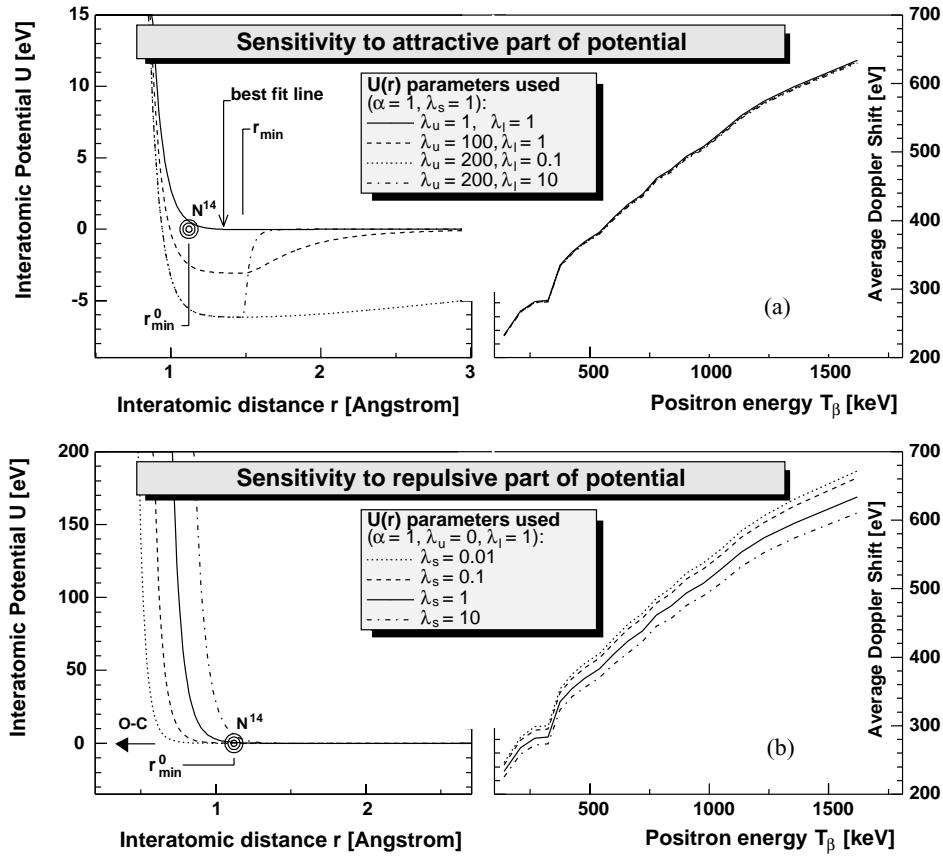 Sensitivity to attractive part of potential
Interatomic Potential U [eV]
15
10
5
0
-5
1
2
3
Interatomic distance r [Angstrom]
best fit line
r_min
N^14
r^0_min
U(r) parameters used
(α = 1, λ_s = 1):
λ_u = 1, λ_l = 1
λ_u = 100, λ_l = 1
λ_u = 200, λ_l = 0.1
λ_u = 200, λ_l = 10
(a)
700
600
500
400
300
200
Average Doppler Shift [eV]
500
1000
1500
Positron energy T_β [keV]
Sensitivity to repulsive part of potential
Interatomic Potential U [eV]
200
150
100
50
0
1
2
Interatomic distance r [Angstrom]
O-C
N^14
r^0_min
U(r) parameters used
(α = 1, λ_u = 0, λ_l = 1):
λ_s = 0.01
λ_s = 0.1
λ_s = 1
λ_s = 10
(b)
700
600
500
400
300
200
Average Doppler Shift [eV]
500
1000
1500
Positron energy T_β [keV]